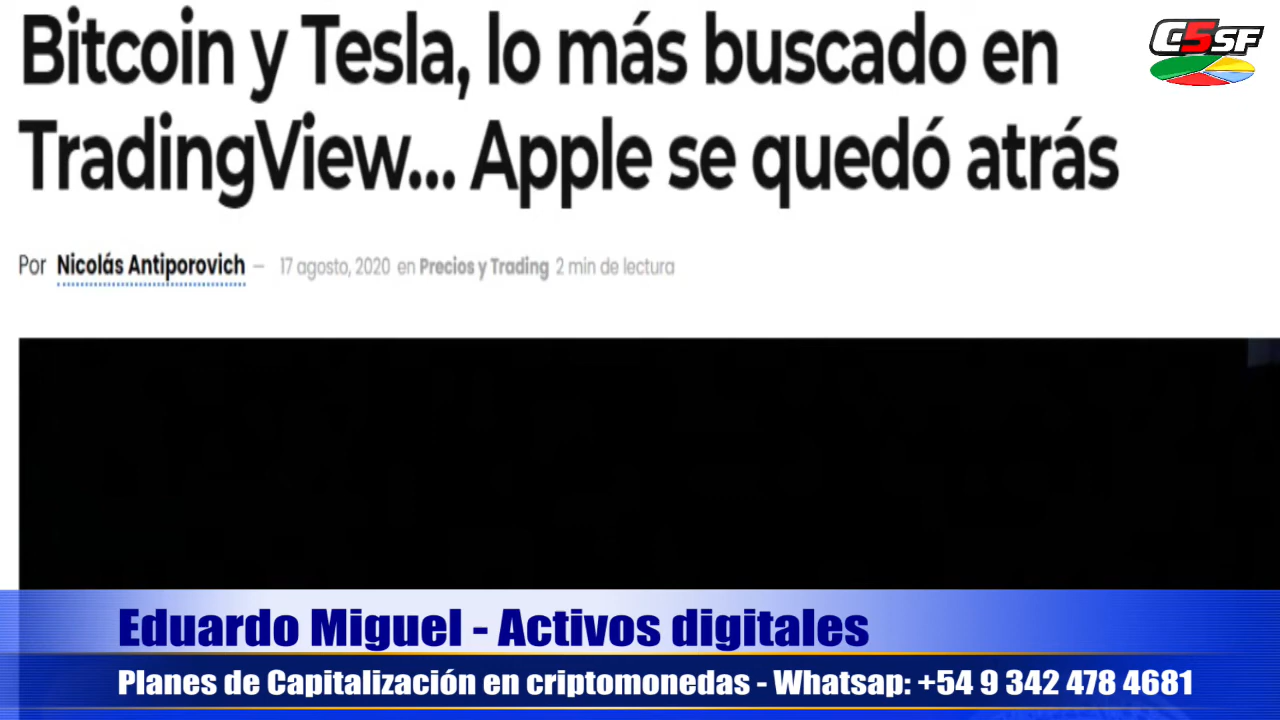 Bitcoin y Tesla, lo más buscado en
TradingView... Apple se quedó atrás
C5SF
Por Nicolás Antiporovich – 17 agosto, 2020 en Precios y Trading 2 min de lectura
Eduardo Miguel - Activos digitales
Planes de Capitalización en criptomonedas - Whatsap: +54 9 342 478 4681